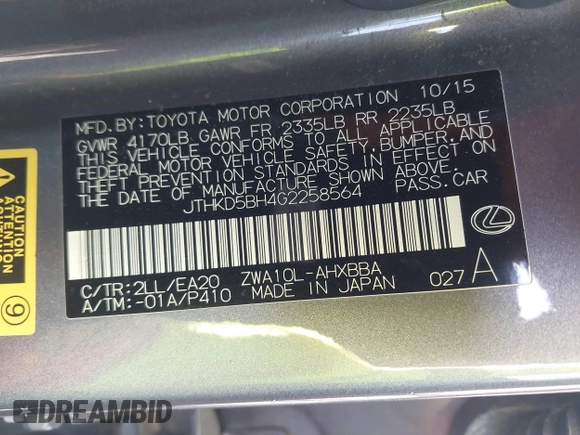 MFD. BY: TOYOTA MOTOR CORPORATION 10/15
GVWR 4170LB GAWR FR 2335LB RR 2235LB
THIS VEHICLE CONFORMS TO ALL APPLICABLE
FEDERAL MOTOR VEHICLE SAFETY, BUMPER, AND
THEFT PREVENTION STANDARDS IN EFFECT ON
THE DATE OF MANUFACTURE SHOWN ABOVE.
JTHKD5BH4G2258564 PASS. CAR
C/TR: 2LL/EA20 ZWA10L-AHXBBA
A/TM: -01A/P410 MADE IN JAPAN 027 A
CAUTION
ATTENTION
9
DREAMBID